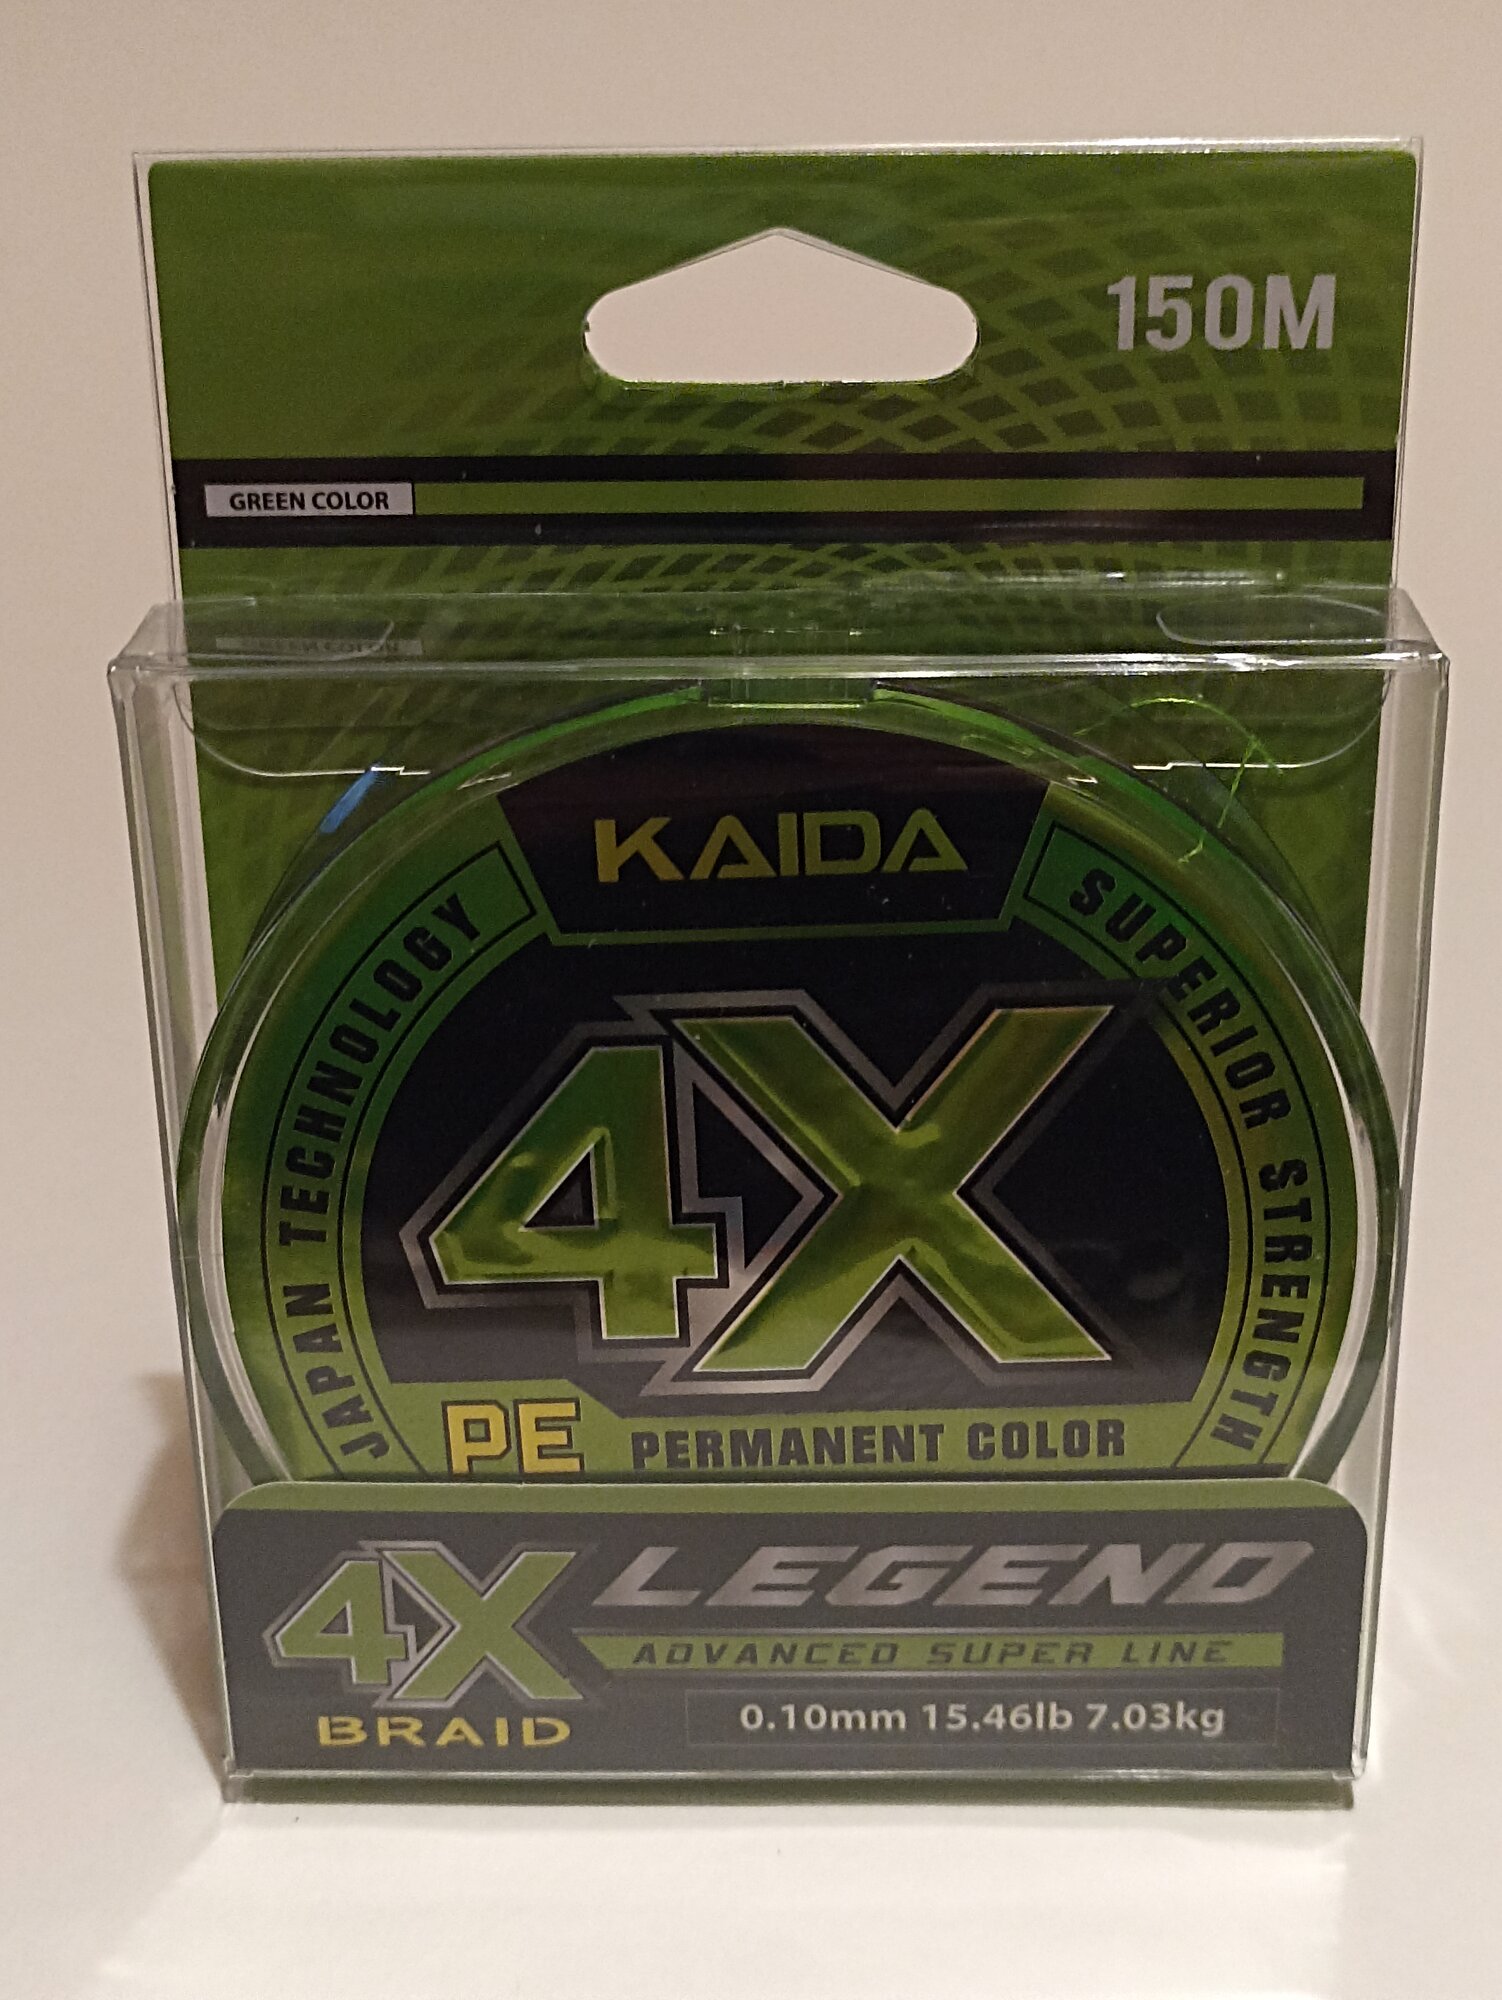 150M
GREEN COLOR
KAIDA
JAPAN TECHNOLOGY
SUPERIOR STRENGTH
4X
PE PERMANENT COLOR
4X LEGEND
ADVANCED SUPER LINE
BRAID
0.10mm 15.46lb 7.03kg